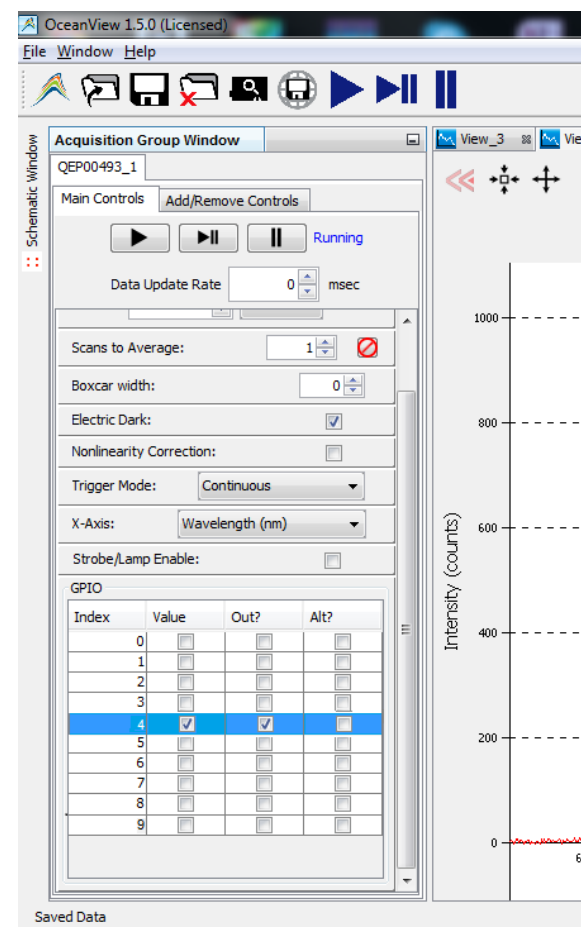 OceanView 1.5.0 (Licensed)
File Window Help
Schematic Window
Acquisition Group Window
QEP00493_1
Main Controls Add/Remove Controls
Running
Data Update Rate 0 msec
Scans to Average: 1
Boxcar width: 0
Electric Dark:
Nonlinearity Correction:
Trigger Mode: Continuous
X-Axis: Wavelength (nm)
Strobe/Lamp Enable:
GPIO
Index Value Out? Alt?
0
1
2
3
4
5
6
7
8
9
Saved Data
View_3 Vie
Intensity (counts)
1000
800
600
400
200
0
6